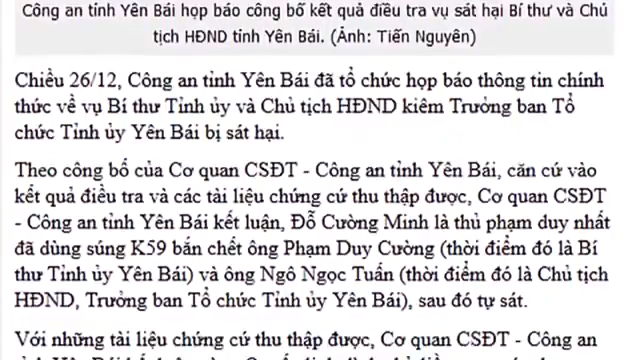 Công an tỉnh Yên Bái họp báo công bố kết quả điều tra vụ sát hại Bí thư và Chủ
tịch HĐND tỉnh Yên Bái. (Ảnh: Tiến Nguyên)
Chiều 26/12, Công an tỉnh Yên Bái đã tổ chức họp báo thông tin chính
thức về vụ Bí thư Tỉnh ủy và Chủ tịch HĐND kiêm Trưởng ban Tổ
chức Tỉnh ủy Yên Bái bị sát hại.
Theo công bố của Cơ quan CSĐT - Công an tỉnh Yên Bái, căn cứ vào
kết quả điều tra và các tài liệu chứng cứ thu thập được, Cơ quan CSĐT
- Công an tỉnh Yên Bái kết luận, Đỗ Cường Minh là thủ phạm duy nhất
đã dùng súng K59 bắn chết ông Phạm Duy Cường (thời điểm đó là Bí
thư Tỉnh ủy Yên Bái) và ông Ngô Ngọc Tuấn (thời điểm đó là Chủ tịch
HĐND, Trưởng ban Tổ chức Tỉnh ủy Yên Bái), sau đó tự sát.
Với những tài liệu chứng cứ thu thập được, Cơ quan CSĐT - Công an